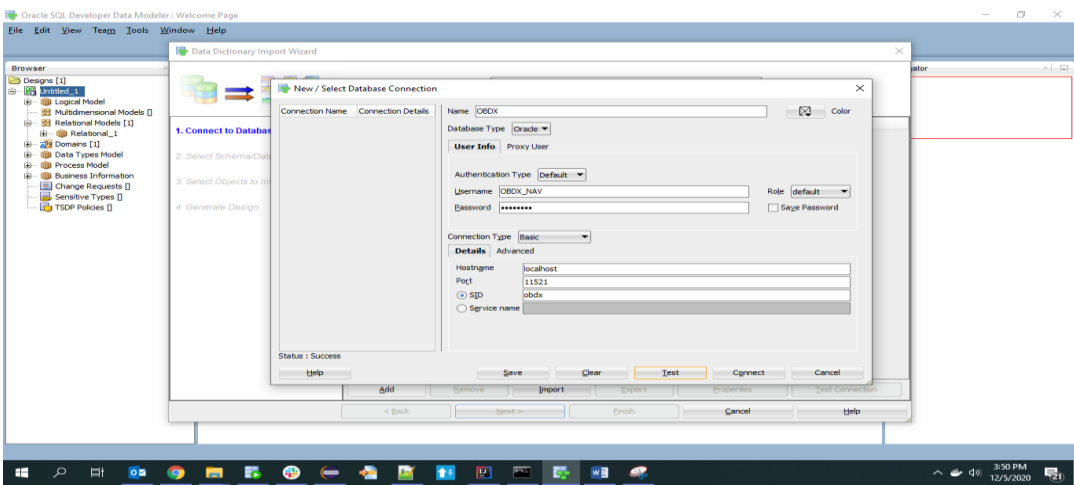 Oracle SQL Developer Data Modeler : Welcome Page
File Edit View Team Tools Window Help
Data Dictionary Import Wizard
Browser
ator
Designs [1]
Untitled_1
Logical Model
Multidimensional Models []
Relational Models [1]
Relational_1
Domains [1]
Data Types Model
Process Model
Business Information
Change Requests []
Sensitive Types []
TSDP Policies []
1. Connect to Databas
2. Select Schema/Data
3. Select Objects to Im
4. Generate Design
New / Select Database Connection
Connection Name Connection Details
Name OBDX Color
Database Type Oracle
User Info Proxy User
Authentication Type Default
Username OBDX_NAV Role default
Password •••••••• Save Password
Connection Type Basic
Details Advanced
Hostname localhost
Port 11521
SID obdx
Service name
Status : Success
Help Save Clear Test Connect Cancel
Add Remove Import Export Properties Test Connection
< Back Next > Finish Cancel Help
3:50 PM
12/5/2020
21